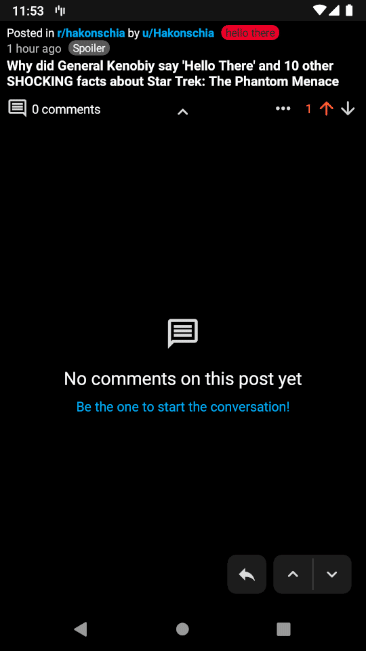 11:53
Posted in r/hakonschia by u/Hakonschia hello there
1 hour ago Spoiler
Why did General Kenobiy say 'Hello There' and 10 other
SHOCKING facts about Star Trek: The Phantom Menace
0 comments
1
No comments on this post yet
Be the one to start the conversation!